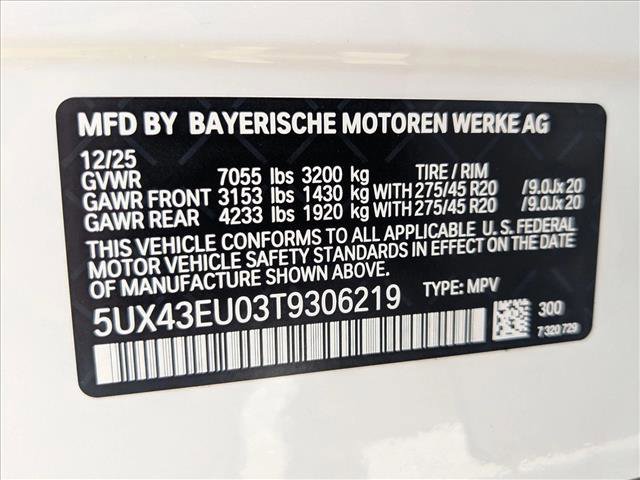 MFD BY BAYERISCHE MOTOREN WERKE AG
12/25
GVWR 7055 lbs 3200 kg TIRE / RIM
GAWR FRONT 3153 lbs 1430 kg WITH 275/45 R20 /9.0Jx20
GAWR REAR 4233 lbs 1920 kg WITH 275/45 R20 /9.0Jx20
THIS VEHICLE CONFORMS TO ALL APPLICABLE U.S. FEDERAL
MOTOR VEHICLE SAFETY STANDARDS IN EFFECT ON THE DATE
OF MANUFACTURE SHOWN ABOVE.
5UX43EU03T9306219 TYPE: MPV
300
7 320 729